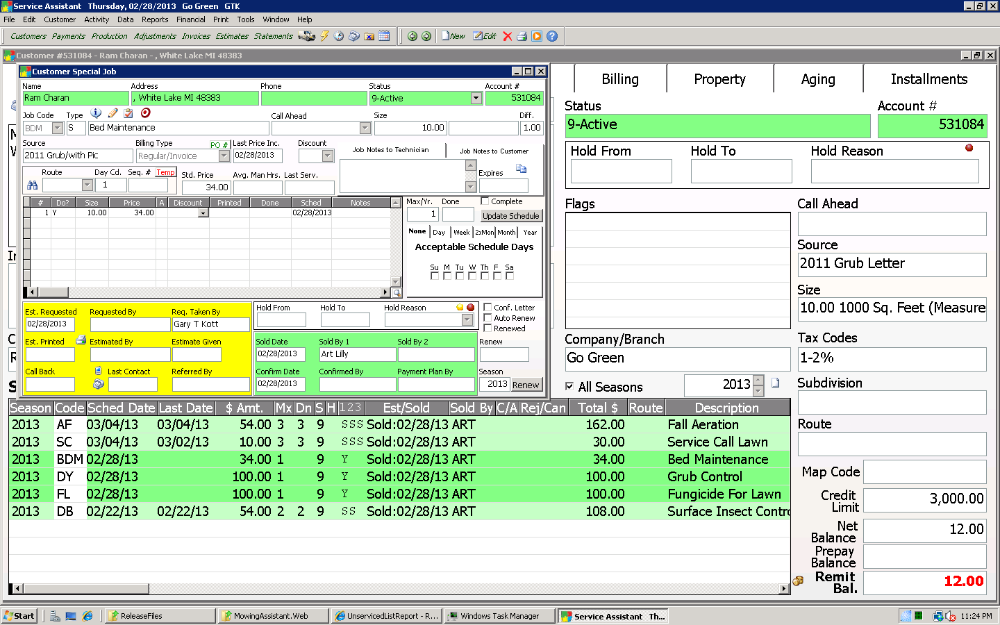 Service Assistant Thursday, 02/28/2013 Go Green GTK
File Edit Customer Activity Data Reports Financial Print Tools Window Help
Customers Payments Production Adjustments Invoices Estimates Statements New Edit
Customer #531084 - Ram Charan - , White Lake MI 48383
Customer Special Job
Name Address Phone Status Account #
Ram Charan , White Lake MI 48383 9-Active 531084
Job Code Type Call Ahead Size Diff.
BDM S Bed Maintenance 10.00 1.00
Source Billing Type PO # Last Price Inc. Discount
2011 Grub/with Pic Regular/Invoice 02/28/2013
Job Notes to Technician Job Notes to Customer
Expires
Route Day Cd. Seq. # Temp Std. Price Avg. Man Hrs. Last Serv.
1 34.00
# Do? Size Price A Discount Printed Done Sched Notes
1 Y 10.00 34.00 02/28/2013
Max/Yr. Done Complete
1 Update Schedule
None Day Week 2xMon Month Year
Acceptable Schedule Days
Su M Tu W Th F Sa
Est. Requested Requested By Req. Taken By
02/28/2013 Gary T Kott
Est. Printed Estimated By Estimate Given
Call Back Last Contact Referred By
Hold From Hold To Hold Reason
Conf. Letter
Auto Renew
Renewed
Sold Date Sold By 1 Sold By 2 Renew
02/28/2013 Art Lilly
Confirm Date Confirmed By Payment Plan By Season
02/28/2013 2013 Renew
Billing Property Aging Installments
Status Account #
9-Active 531084
Hold From Hold To Hold Reason
Flags
Call Ahead
Source
2011 Grub Letter
Size
10.00 1000 Sq. Feet (Measure
Company/Branch
Go Green
Tax Codes
1-2%
All Seasons 2013
Subdivision
Route
Map Code
Credit Limit 3,000.00
Net Balance 12.00
Prepay Balance
Remit Bal. 12.00
Season Code Sched Date Last Date $ Amt. Mx Dn S H 123 Est/Sold Sold By C/A Rej/Can Total $ Route Description
2013 AF 03/04/13 03/04/13 54.00 3 3 9 SSS Sold:02/28/13 ART 162.00 Fall Aeration
2013 SC 03/04/13 03/02/13 10.00 3 3 9 SSS Sold:02/28/13 ART 30.00 Service Call Lawn
2013 BDM 02/28/13 34.00 1 9 Y Sold:02/28/13 ART 34.00 Bed Maintenance
2013 DY 02/28/13 100.00 1 9 Y Sold:02/28/13 ART 100.00 Grub Control
2013 FL 02/28/13 100.00 1 9 Y Sold:02/28/13 ART 100.00 Fungicide For Lawn
2013 DB 02/22/13 02/22/13 54.00 2 2 9 SS Sold:02/28/13 ART 108.00 Surface Insect Contro
Start ReleaseFiles MowingAssistant.Web UnservicedListReport - R... Windows Task Manager Service Assistant Th... 11:24 PM